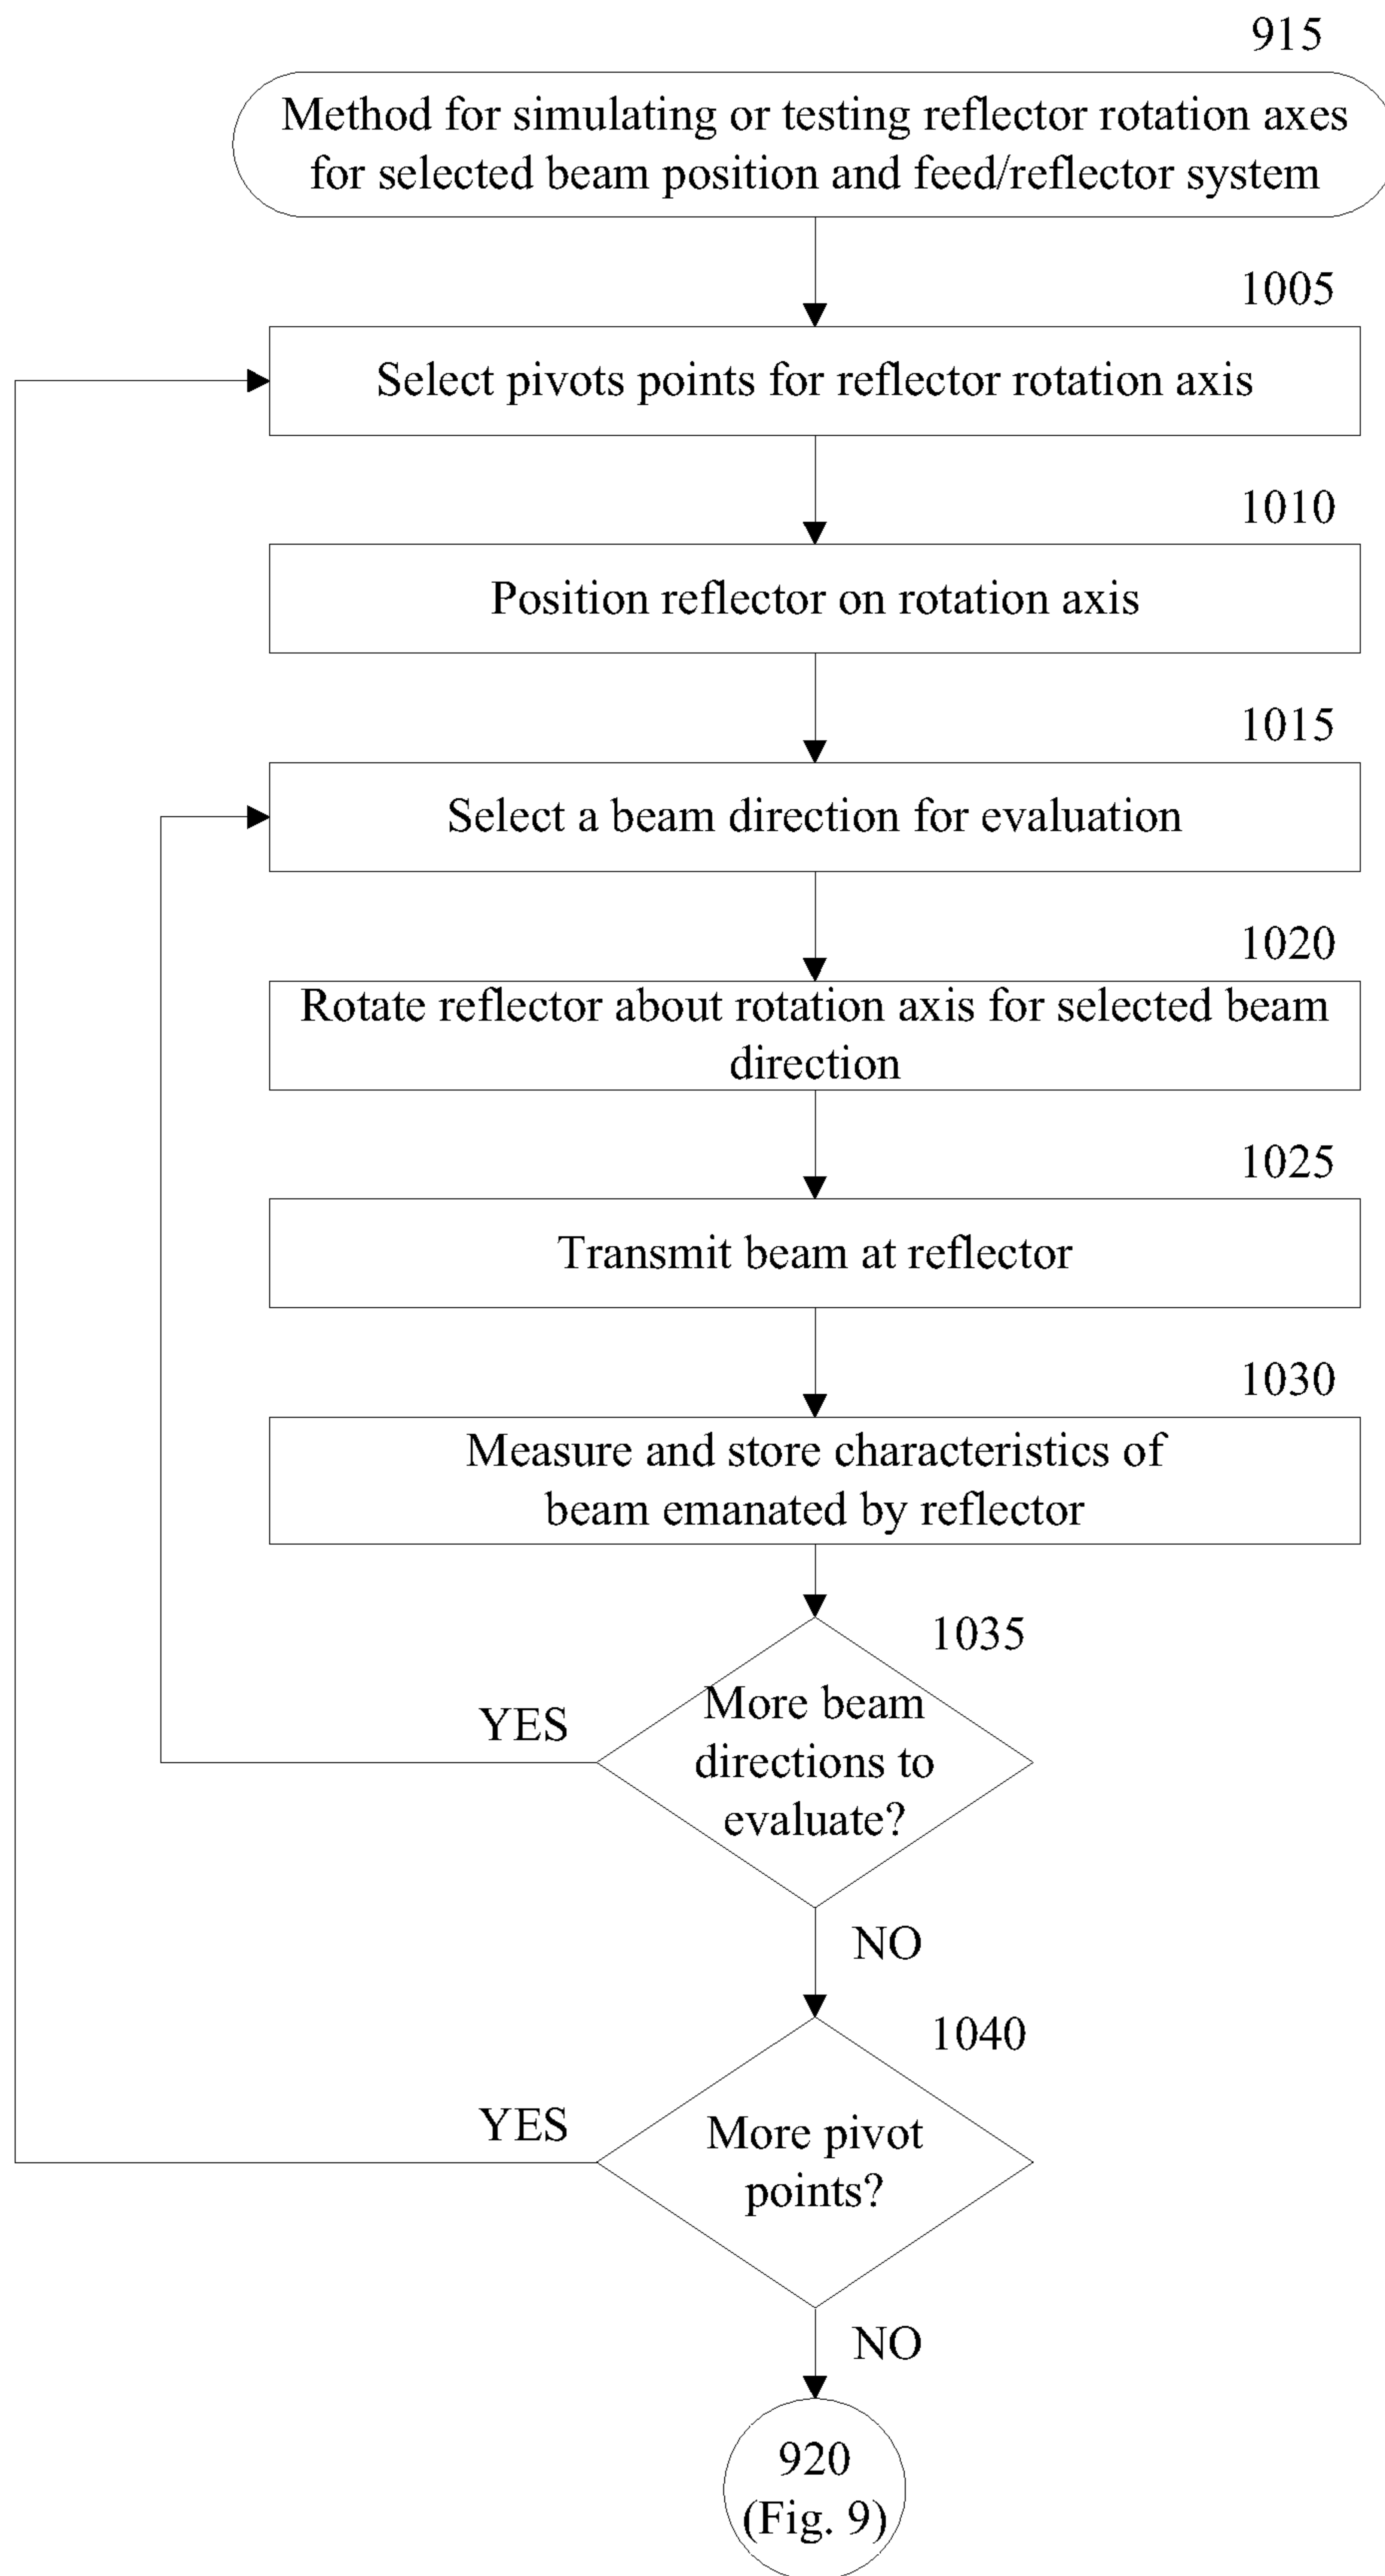 915
Method for simulating or testing reflector rotation axes
for selected beam position and feed/reflector system
1005
Select pivots points for reflector rotation axis
1010
Position reflector on rotation axis
1015
Select a beam direction for evaluation
1020
Rotate reflector about rotation axis for selected beam
direction
1025
Transmit beam at reflector
1030
Measure and store characteristics of
beam emanated by reflector
1035
More beam
directions to
evaluate?
YES
NO
1040
More pivot
points?
YES
NO
920
(Fig. 9)